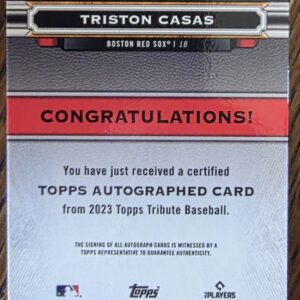 TRISTON CASAS
BOSTON RED SOX® | 1B
CONGRATULATIONS!
You have just received a certified
TOPPS AUTOGRAPHED CARD
from 2023 Topps Tribute Baseball.
THE SIGNING OF ALL AUTOGRAPH CARDS IS WITNESSED BY A
TOPPS REPRESENTATIVE TO GUARANTEE AUTHENTICITY.
Topps
PLAYERS